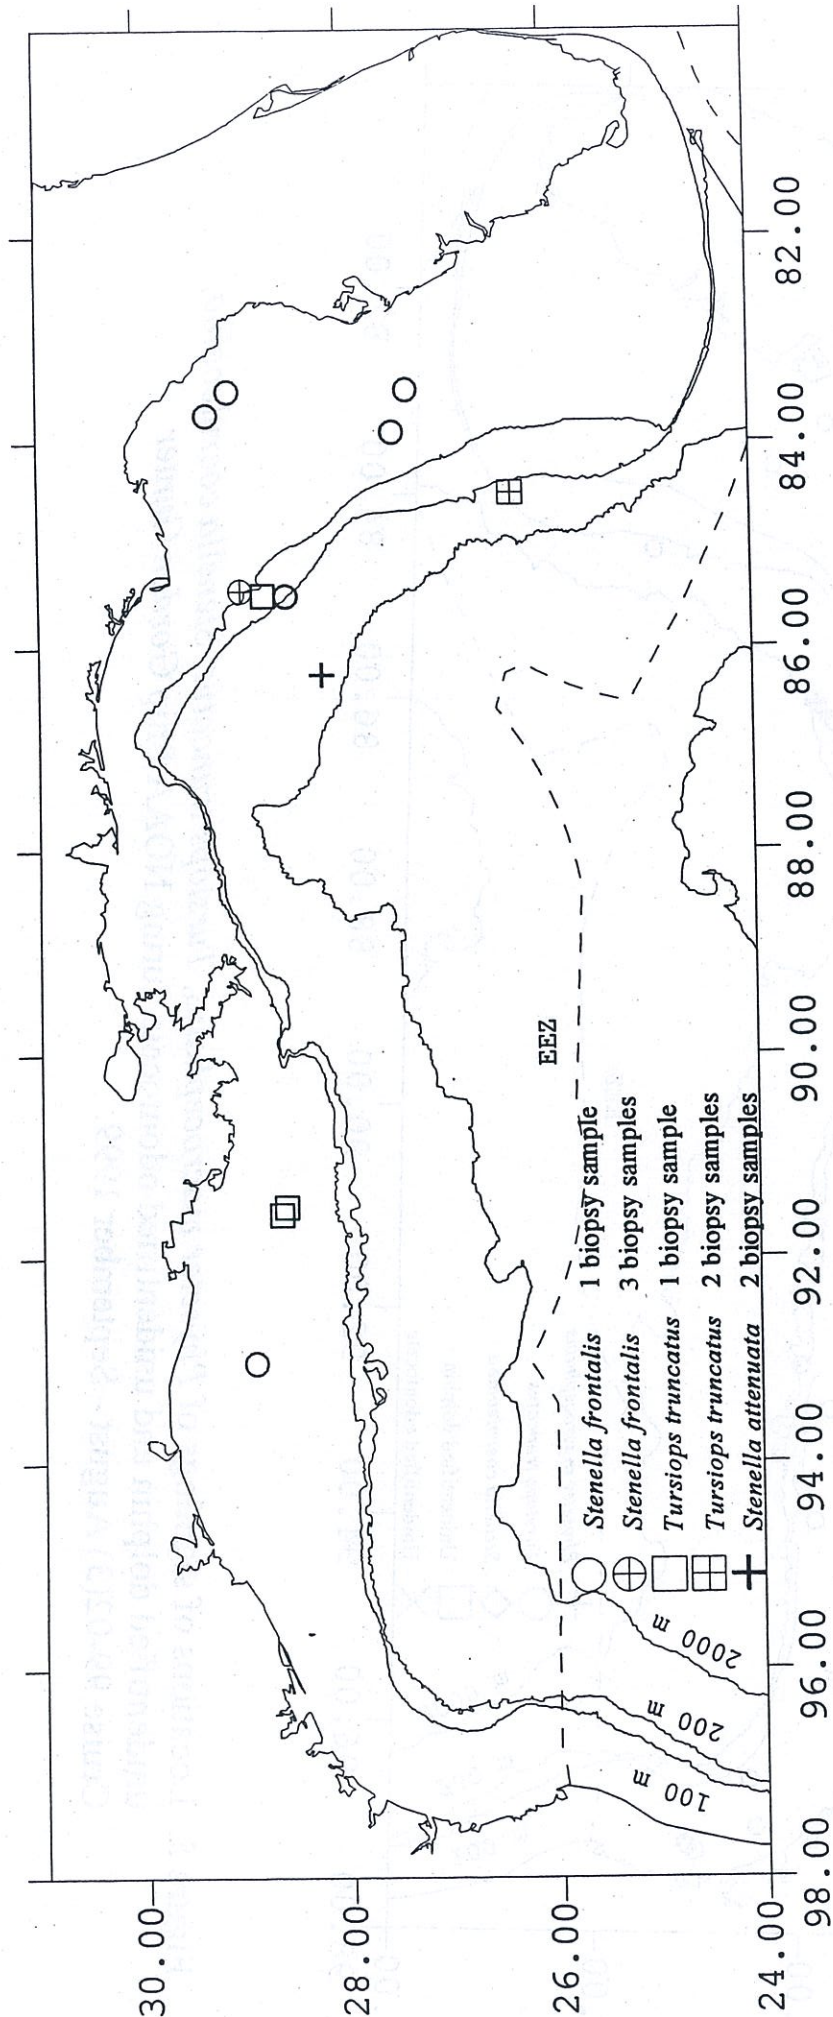 30.00
28.00
26.00
24.00
98.00
96.00
94.00
92.00
90.00
88.00
86.00
84.00
82.00
EEZ
Stenella frontalis 1 biopsy sample
Stenella frontalis 3 biopsy samples
Tursiops truncatus 1 biopsy sample
Tursiops truncatus 2 biopsy samples
Stenella attenuata 2 biopsy samples
100 m
200 m
2000 m